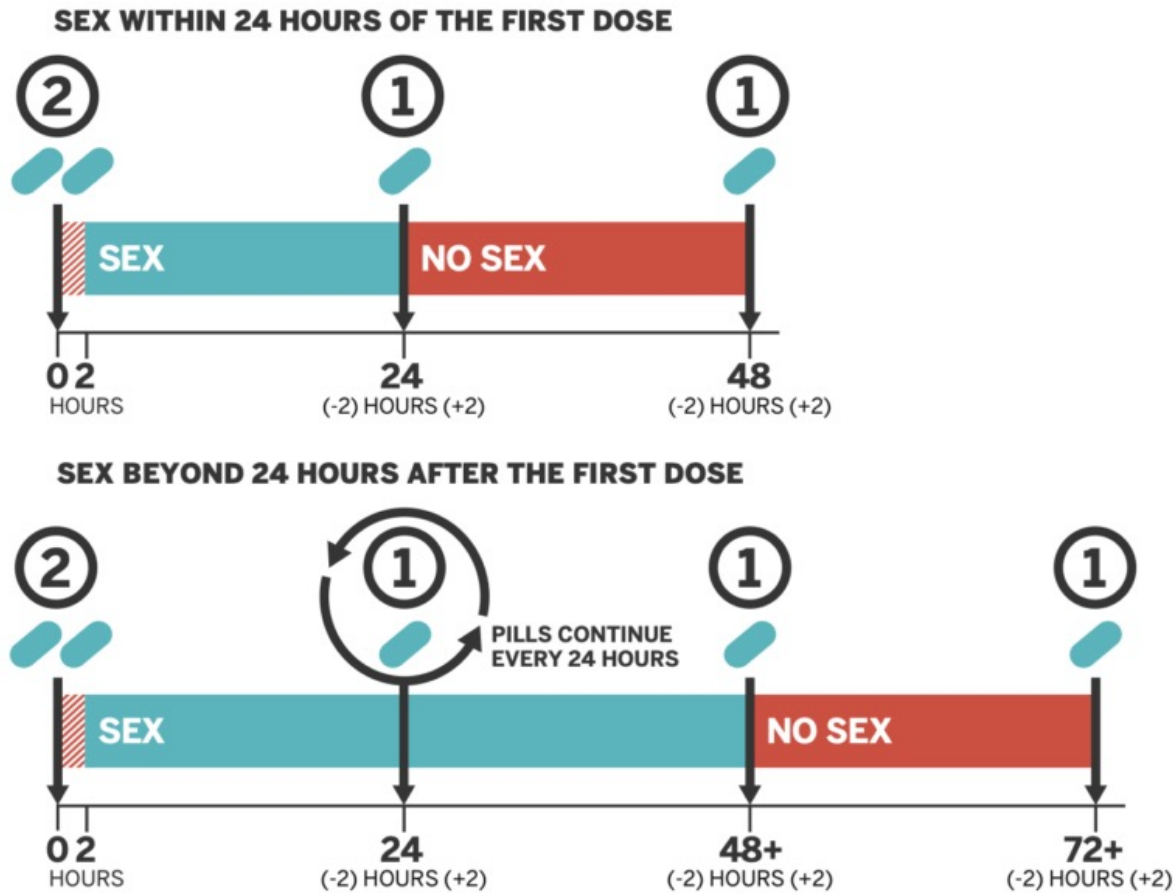 SEX WITHIN 24 HOURS OF THE FIRST DOSE
2 1 1
SEX NO SEX
0 2 24 48
HOURS (-2) HOURS (+2) (-2) HOURS (+2)
SEX BEYOND 24 HOURS AFTER THE FIRST DOSE
2 1 1 1
PILLS CONTINUE
EVERY 24 HOURS
SEX NO SEX
0 2 24 48+ 72+
HOURS (-2) HOURS (+2) (-2) HOURS (+2) (-2) HOURS (+2)